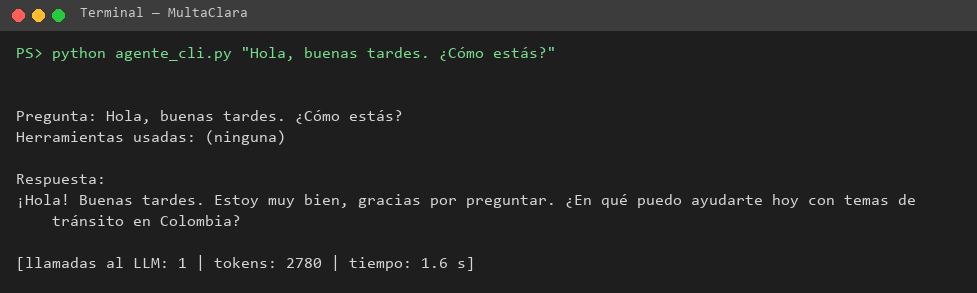 Terminal — MultaClara
PS> python agente_cli.py "Hola, buenas tardes. ¿Cómo estás?"
Pregunta: Hola, buenas tardes. ¿Cómo estás?
Herramientas usadas: (ninguna)
Respuesta:
¡Hola! Buenas tardes. Estoy muy bien, gracias por preguntar. ¿En qué puedo ayudarte hoy con temas de
tránsito en Colombia?
[llamadas al LLM: 1 | tokens: 2780 | tiempo: 1.6 s]